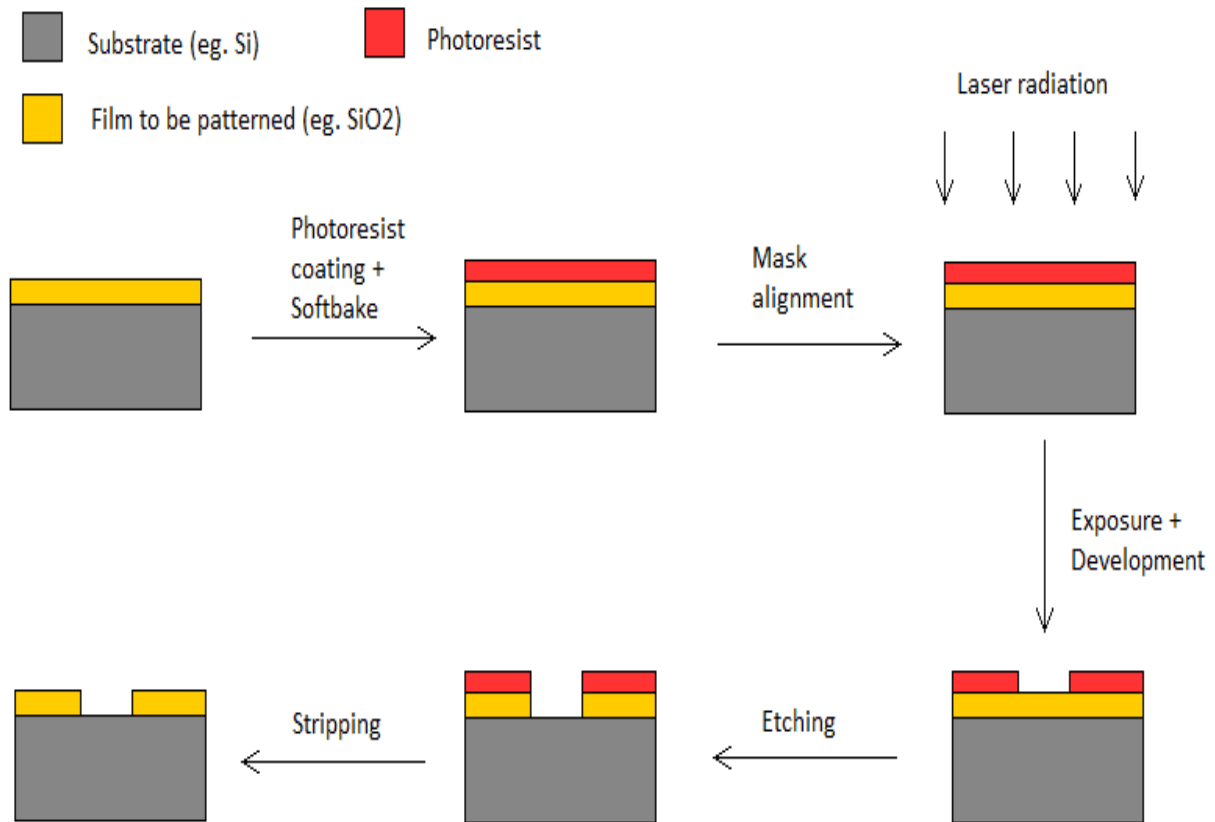 Substrate (eg. Si)
Photoresist
Film to be patterned (eg. SiO2)
Laser radiation
Photoresist
coating +
Softbake
Mask
alignment
Exposure +
Development
Etching
Stripping